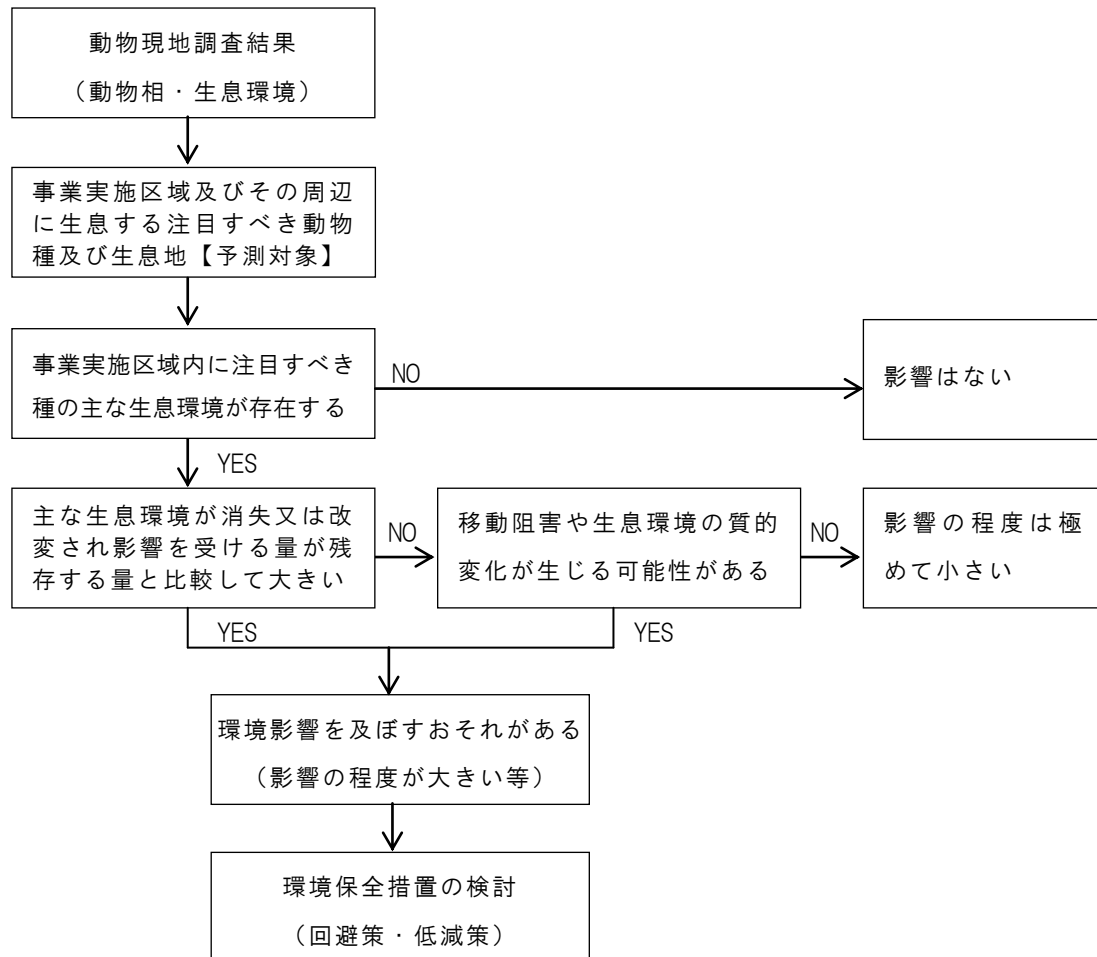 動物現地調査結果
（動物相・生息環境）
事業実施区域及びその周辺
に生息する注目すべき動物
種及び生息地【予測対象】
事業実施区域内に注目すべき
種の主な生息環境が存在する
NO
影響はない
YES
主な生息環境が消失又は改
変され影響を受ける量が残
存する量と比較して大きい
NO
移動阻害や生息環境の質的
変化が生じる可能性がある
NO
影響の程度は極
めて小さい
YES
YES
環境影響を及ぼすおそれがある
（影響の程度が大きい等）
環境保全措置の検討
（回避策・低減策）